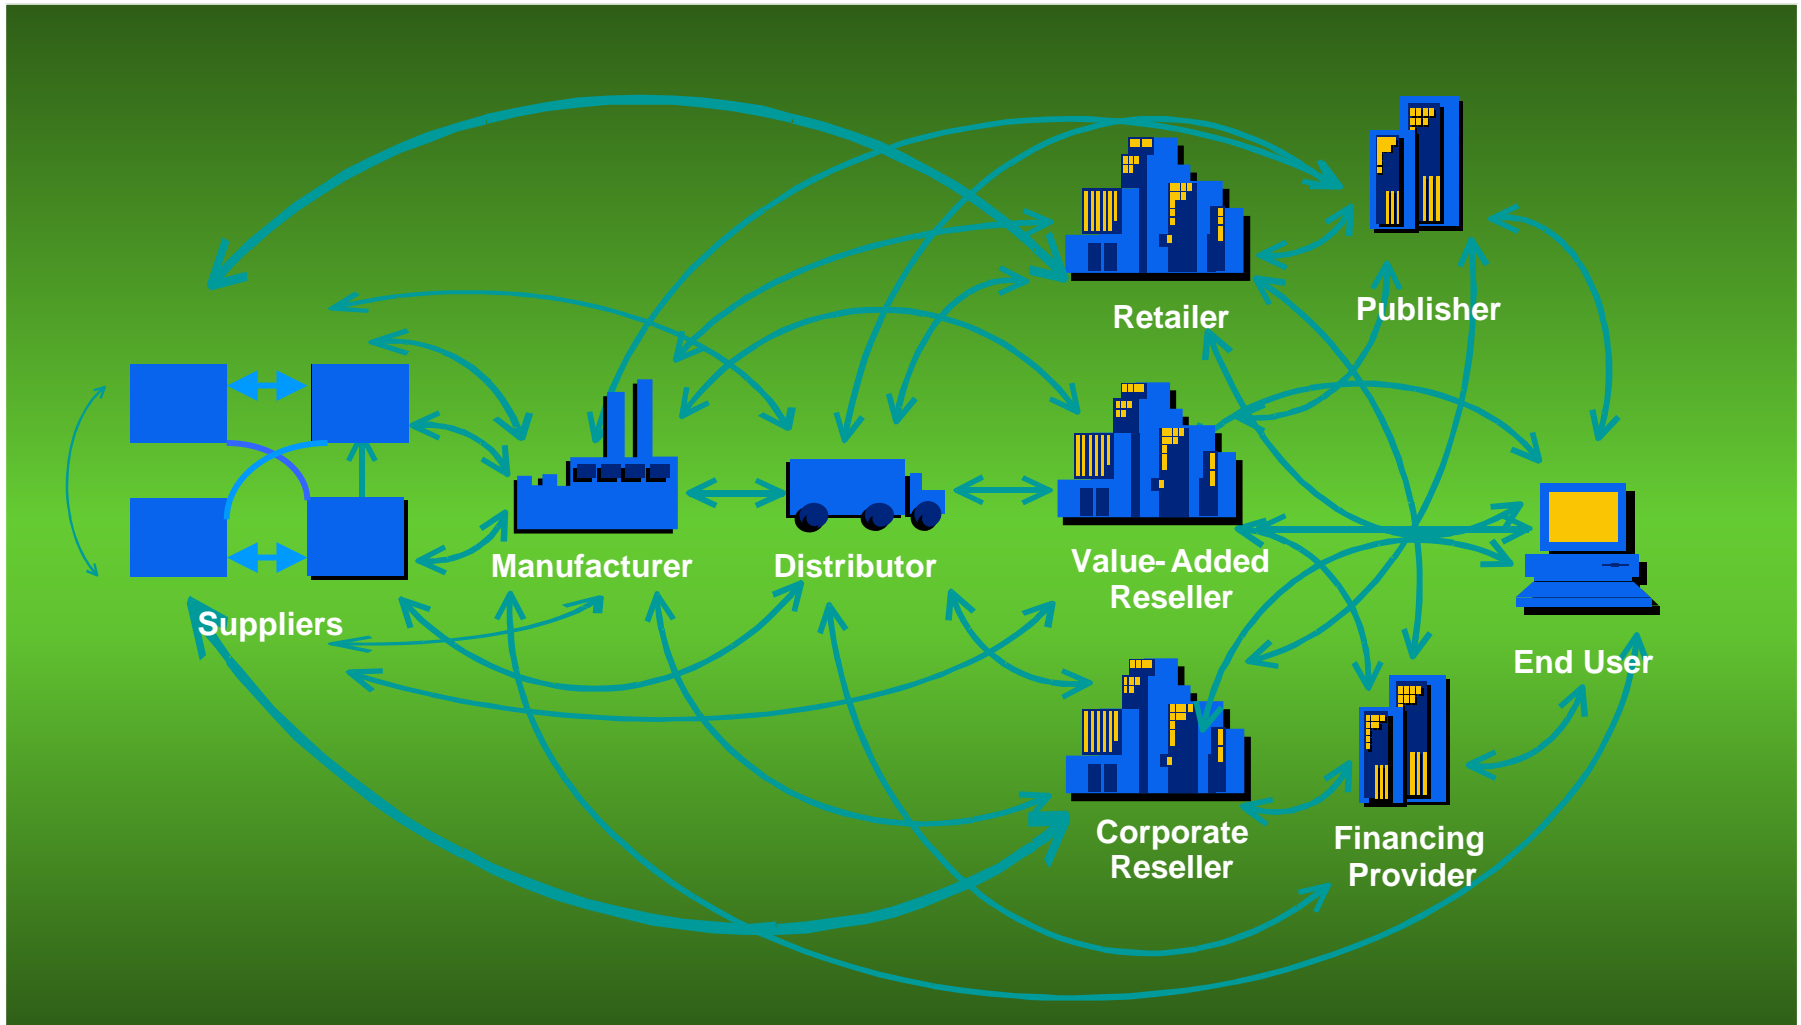 Retailer
Publisher
Manufacturer
Distributor
Value-Added
Reseller
Suppliers
End User
Corporate
Reseller
Financing
Provider